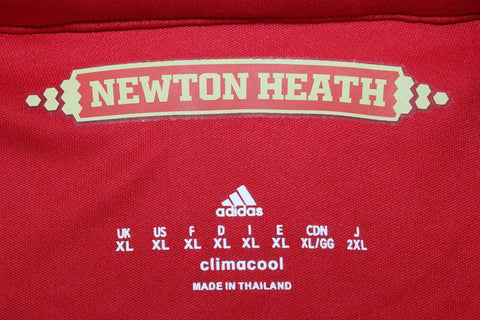 NEWTON HEATH
adidas
UK US F D I E CDN J
XL XL XL XL XL XL XL/GG 2XL
climacool
MADE IN THAILAND